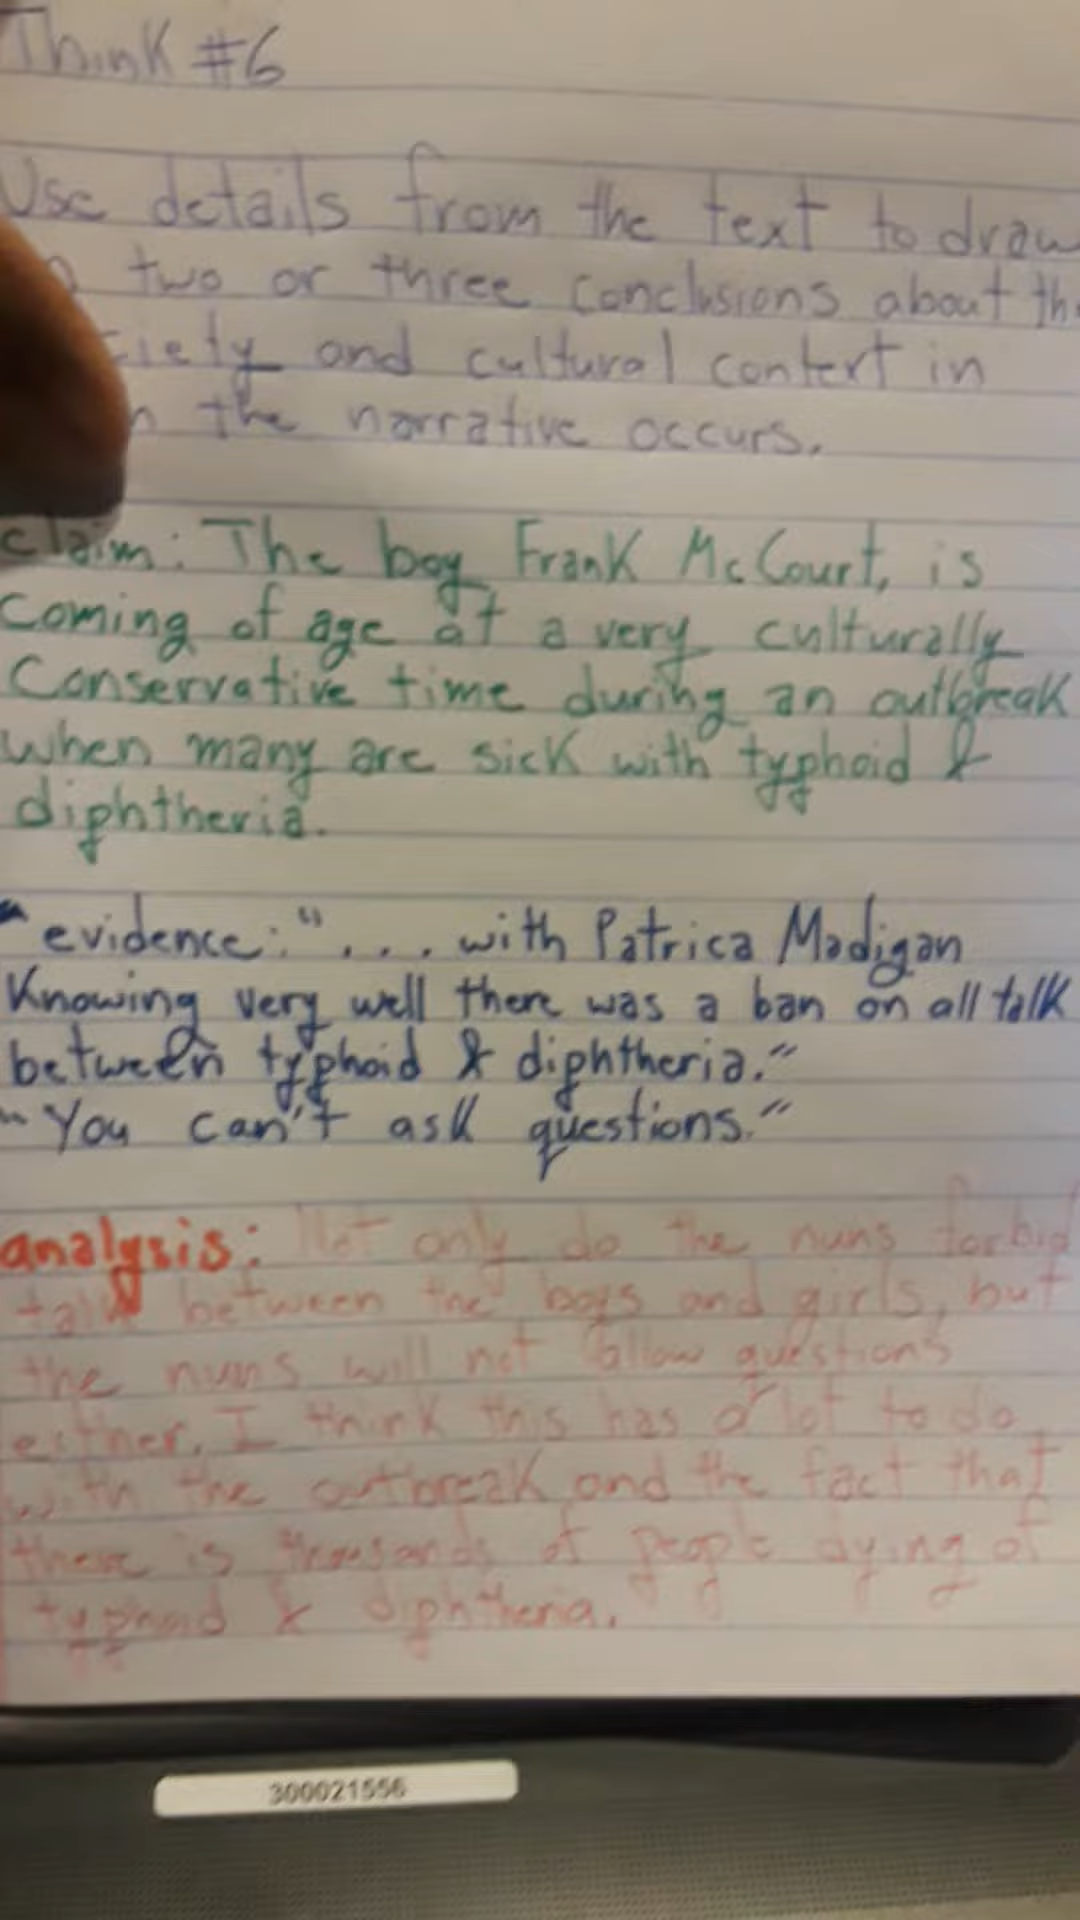 Think #6
Use details from the text to draw
two or three conclusions about the
and cultural context in
the narrative occurs.
claim: The boy Frank McCourt, is
coming of age at a very culturally
Conservative time during an outbreak
when many are sick with typhoid &
diphtheria.
evidence: "... with Patrica Madigan
Knowing very well there was a ban on all talk
between typhoid & diphtheria."
"You can't ask questions."
analysis: Not only do the nuns forbid
talk between the boys and girls, but
the nuns will not allow questions
either. I think this has a lot to do
with the outbreak and the fact that
there is thousands of people dying of
typhoid & diphtheria.
300021556